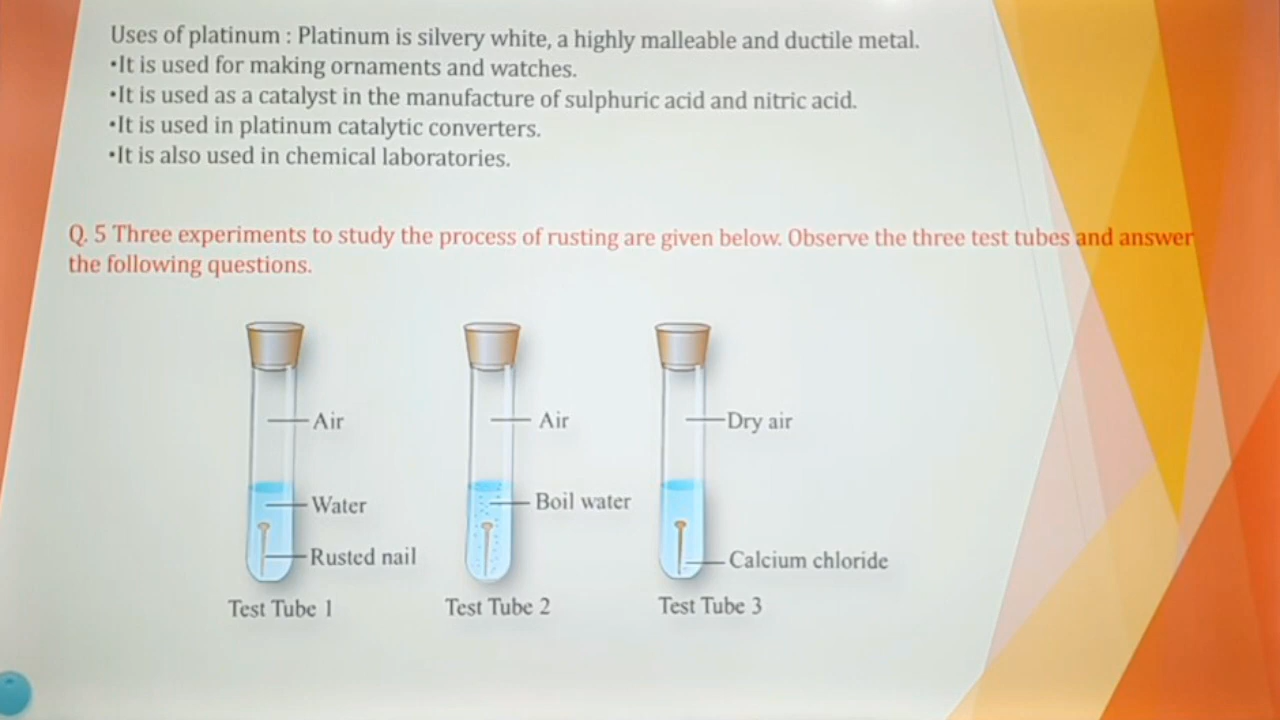 Uses of platinum : Platinum is silvery white, a highly malleable and ductile metal.
•It is used for making ornaments and watches.
•It is used as a catalyst in the manufacture of sulphuric acid and nitric acid.
•It is used in platinum catalytic converters.
•It is also used in chemical laboratories.
Q. 5 Three experiments to study the process of rusting are given below. Observe the three test tubes and answer
the following questions.
Air
Air
Dry air
Water
Boil water
Rusted nail
Calcium chloride
Test Tube 1
Test Tube 2
Test Tube 3